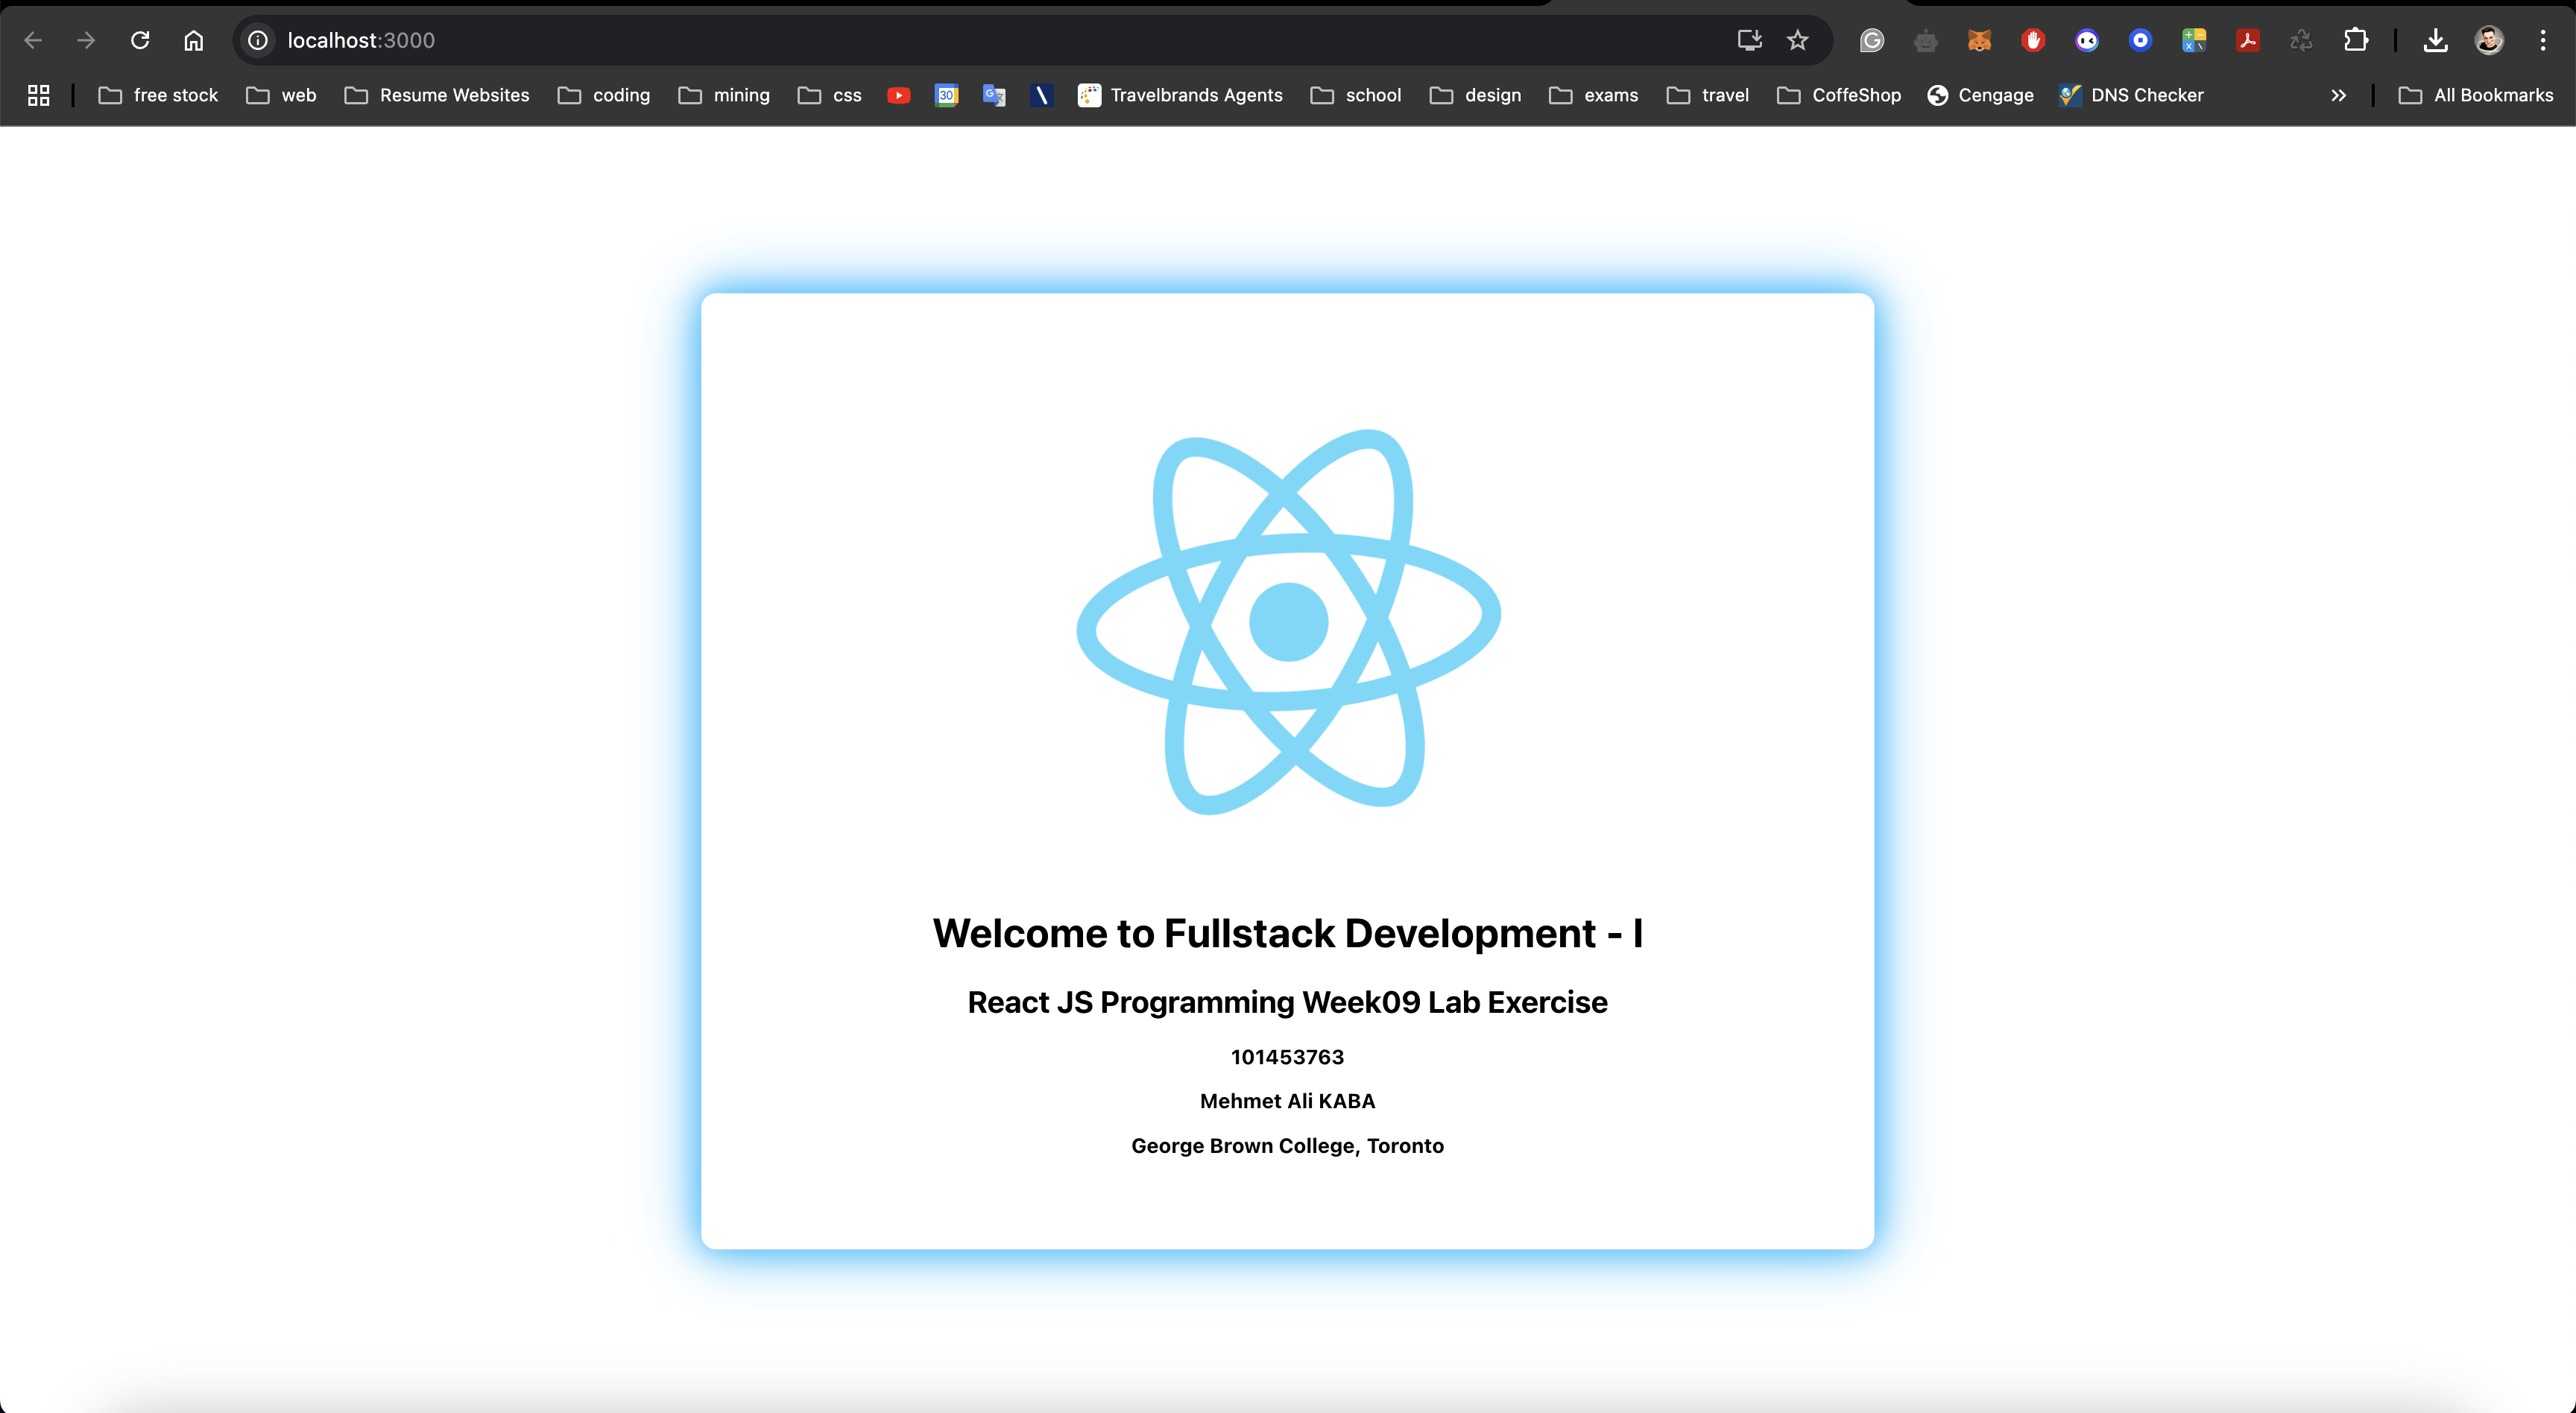 localhost:3000
free stock web Resume Websites coding mining css 30 G Travelbrands Agents school design exams travel CoffeShop Cengage DNS Checker » All Bookmarks
Welcome to Fullstack Development - I
React JS Programming Week09 Lab Exercise
101453763
Mehmet Ali KABA
George Brown College, Toronto